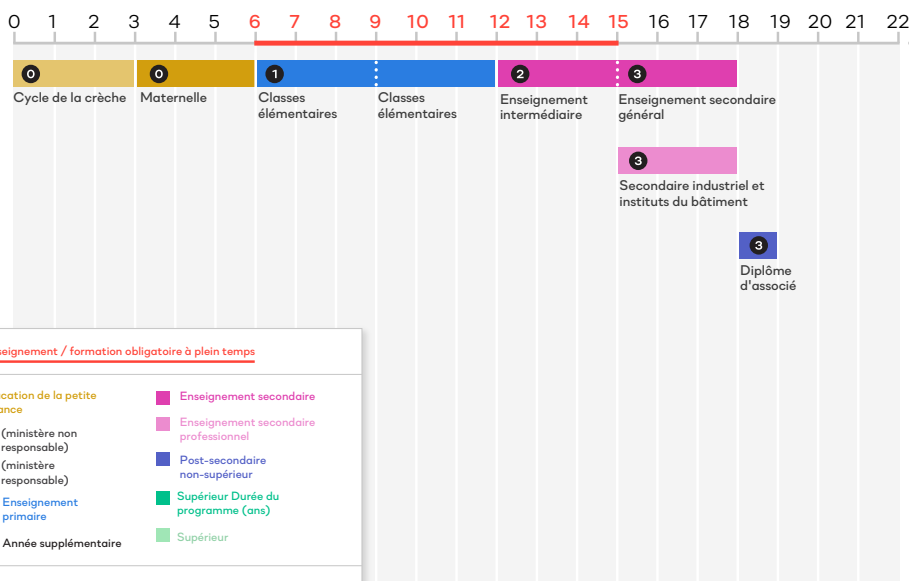 0 1 2 3 4 5 6 7 8 9 10 11 12 13 14 15 16 17 18 19 20 21 22
0 0 1 2 3
Cycle de la crèche Maternelle Classes Classes Enseignement Enseignement secondaire
élémentaires élémentaires intermédiaire général
3
Secondaire industriel et
instituts du bâtiment
3
Diplôme
d'associé
/ formation obligatoire à plein temps
de la petite
(ministère non
responsable)
(ministère
responsable)
Enseignement
primaire
Année supplémentaire
Enseignement secondaire
Enseignement secondaire
professionnel
Post-secondaire
non-supérieur
Supérieur Durée du
programme (ans)
Supérieur